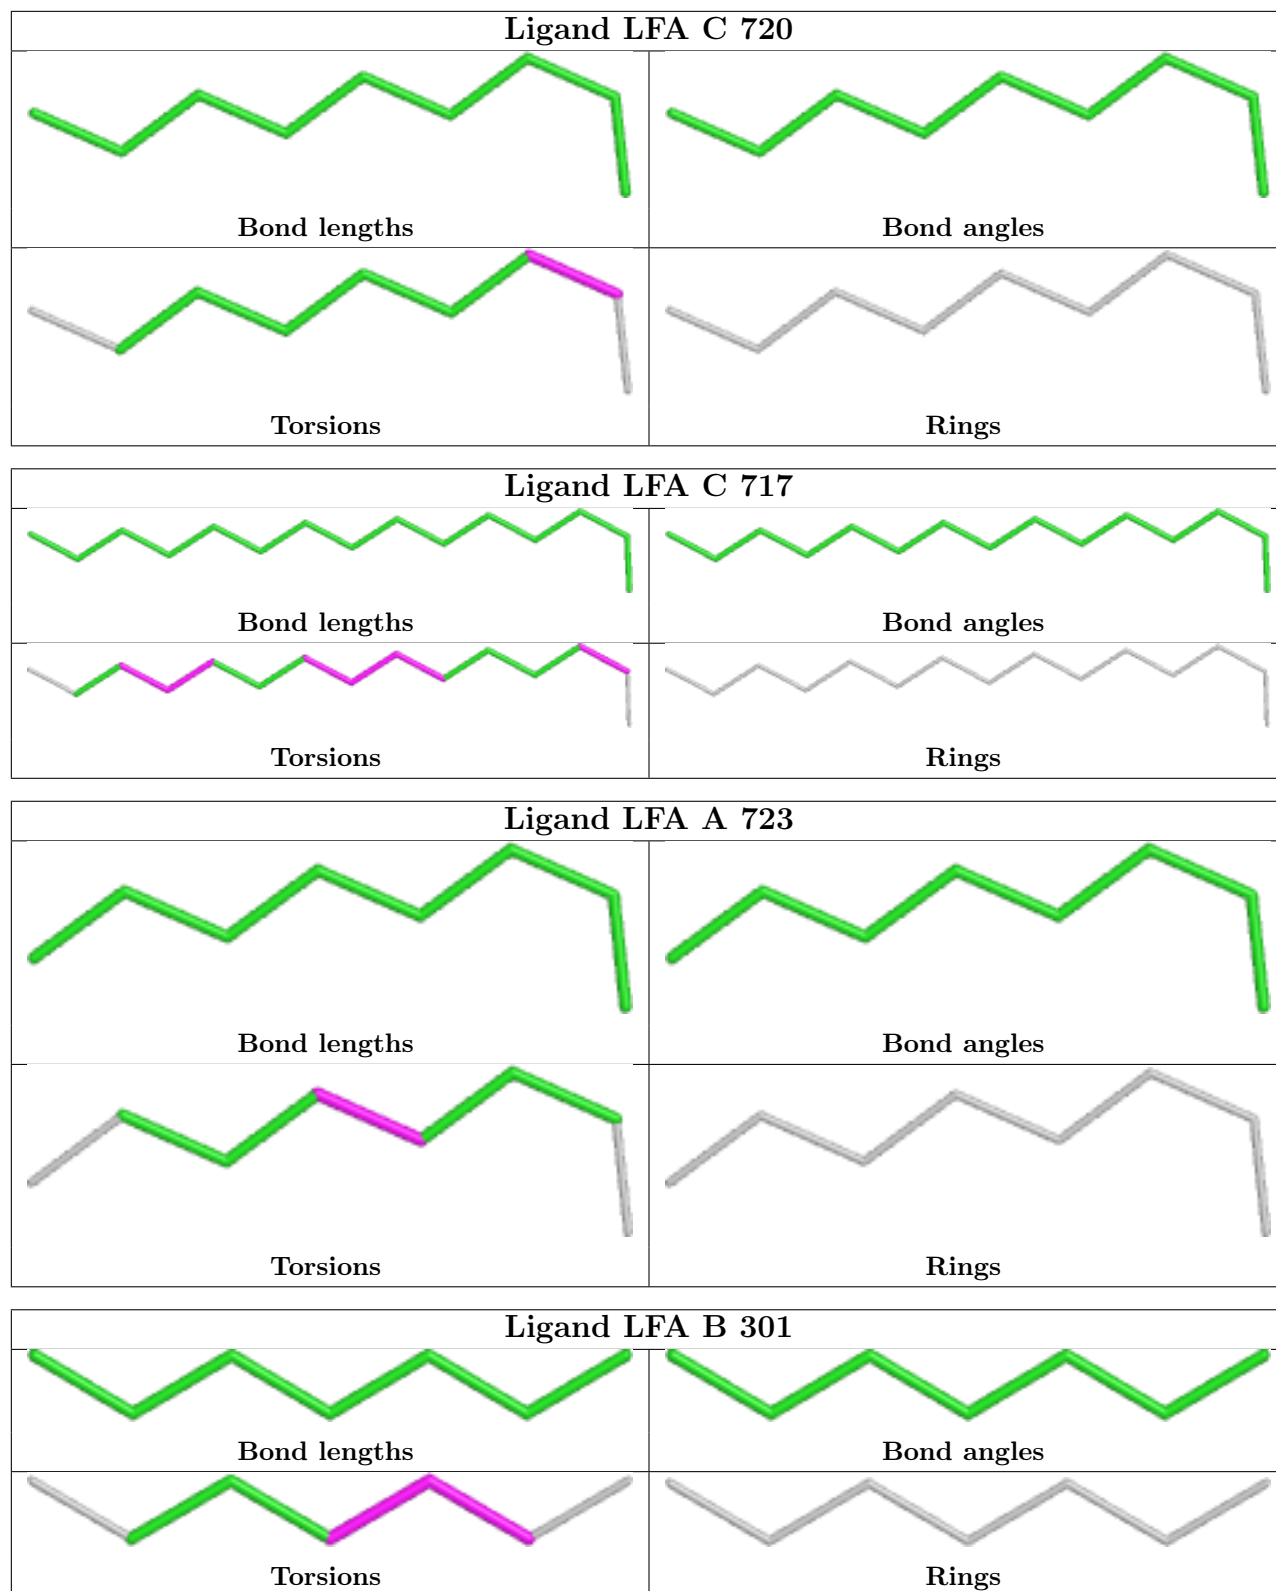 Ligand LFA C 720
Bond lengths Bond angles
Torsions Rings
Ligand LFA C 717
Bond lengths Bond angles
Torsions Rings
Ligand LFA A 723
Bond lengths Bond angles
Torsions Rings
Ligand LFA B 301
Bond lengths Bond angles
Torsions Rings